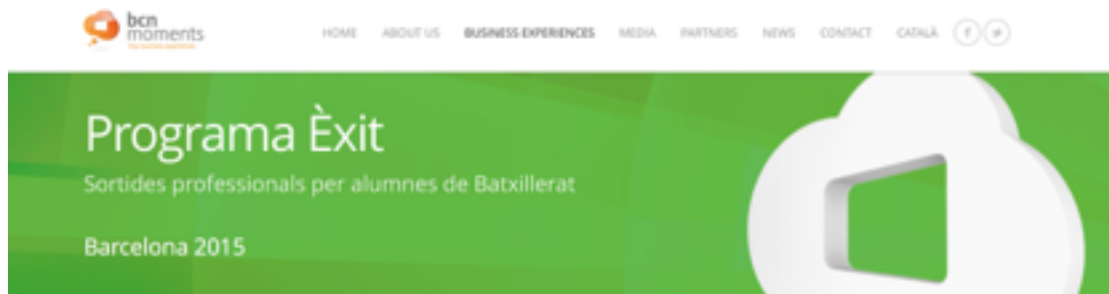 bcn
moments
HOME ABOUT US BUSINESS EXPERIENCES MEDIA PARTNERS NEWS CONTACT CATALÀ
Programa Èxit
Sortides professionals per alumnes de Batxillerat
Barcelona 2015